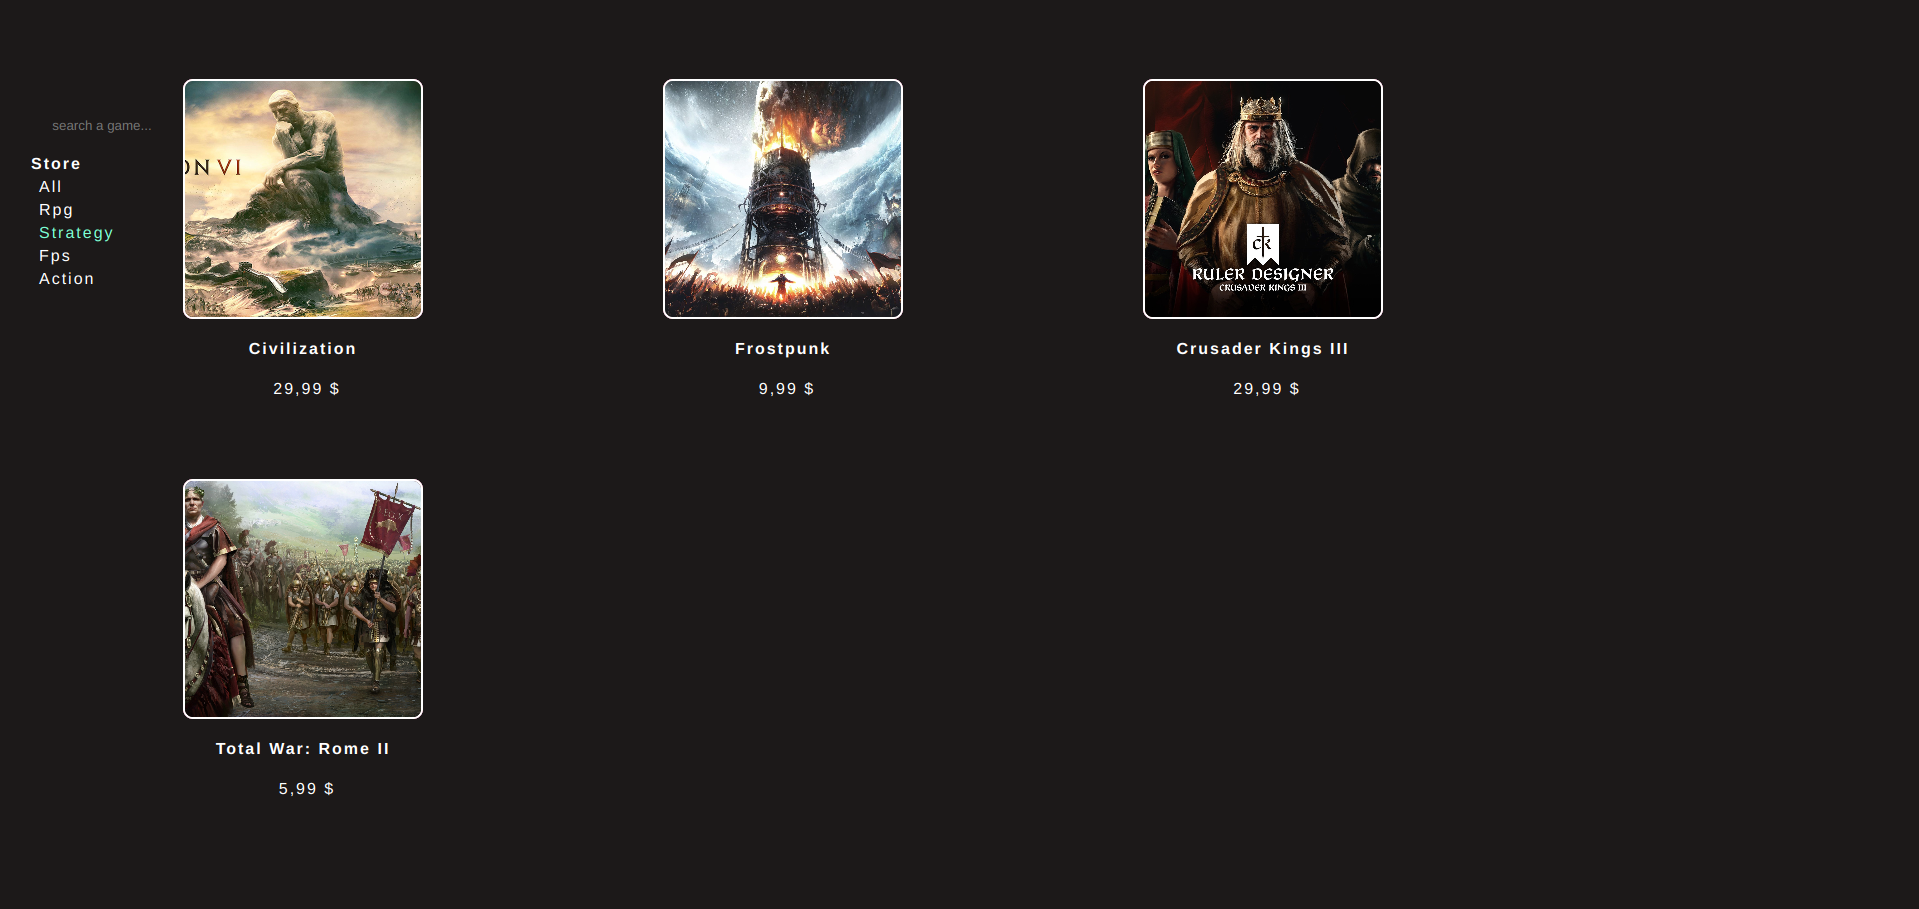 search a game...
Store
All
Rpg
Strategy
Fps
Action
ON VI
Civilization
29,99 $
Frostpunk
9,99 $
ck
RULER DESIGNER
CRUSADER KINGS III
Crusader Kings III
29,99 $
Total War: Rome II
5,99 $